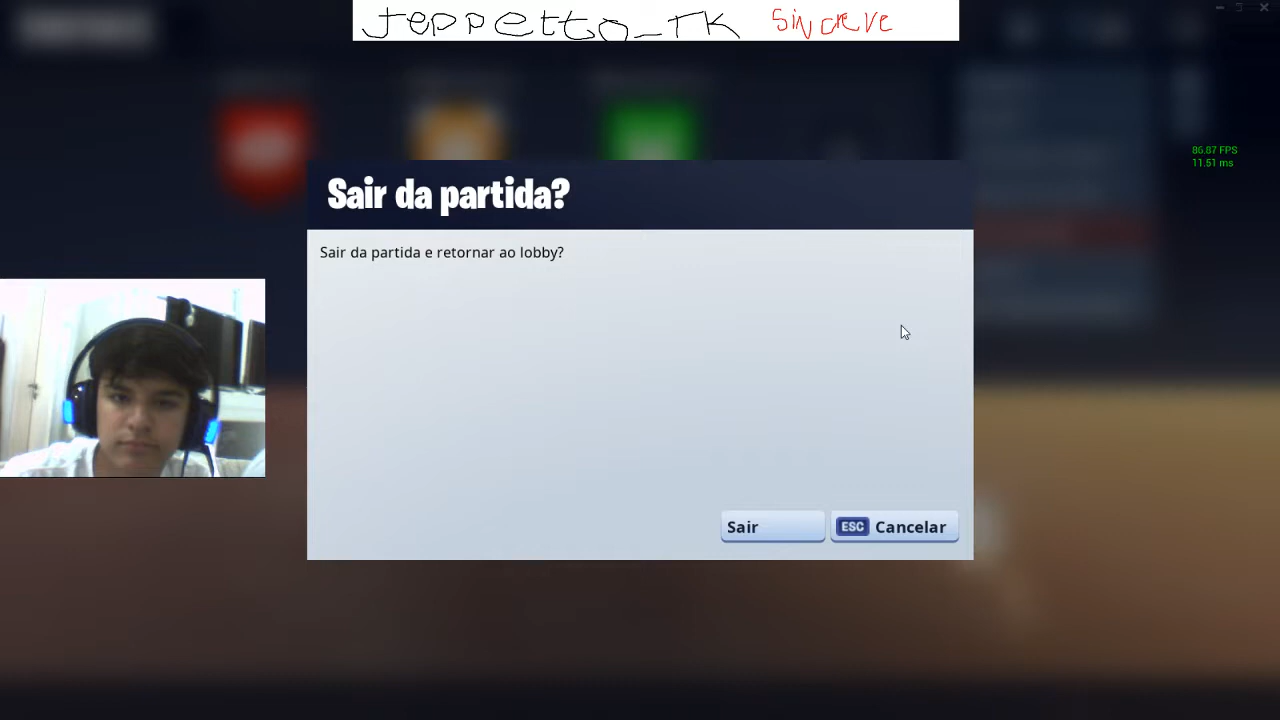 Jeppetto_TK sincreve
86.87 FPS
11.51 ms
Sair da partida?
Sair da partida e retornar ao lobby?
Sair
ESC Cancelar